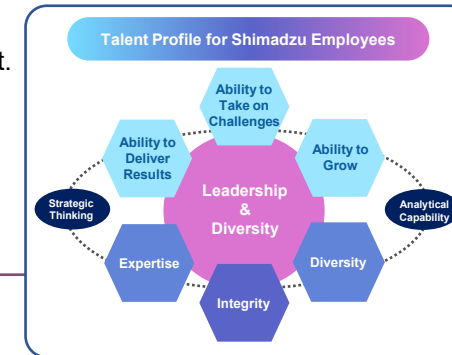 t.
Talent Profile for Shimadzu Employees
Ability to
Take on
Challenges
Ability to
Deliver
Results
Ability to
Grow
Strategic
Thinking
Leadership
&
Diversity
Analytical
Capability
Expertise
Diversity
Integrity